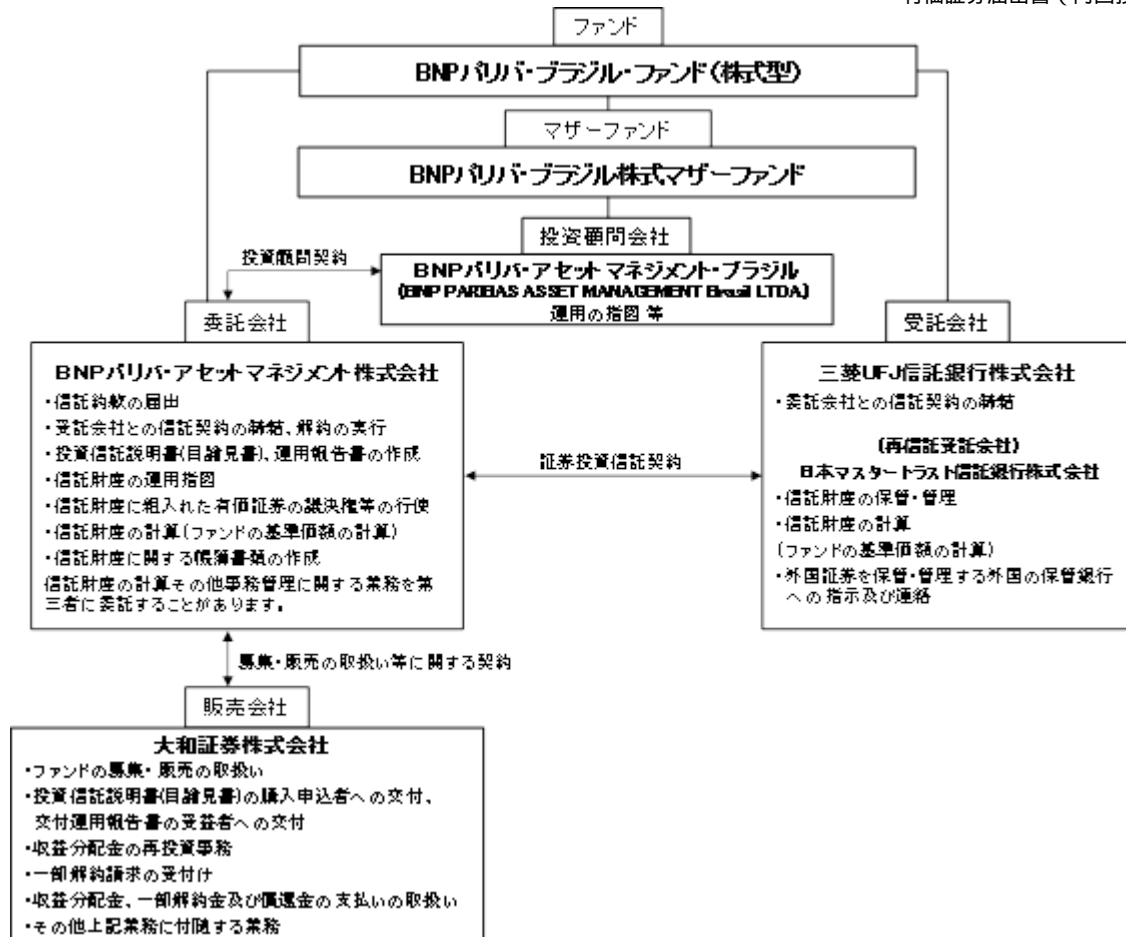 ファンド
BNPパリバ・ブラジル・ファンド(株式型)
マザーファンド
BNPパリバ・ブラジル株式マザーファンド
投資顧問会社
投資顧問契約
BNPパリバ・アセットマネジメント・ブラジル
(BNP PARIBAS ASSET MANAGEMENT Brasil LTDA)
運用の指図 等
委託会社
受託会社
BNPパリバ・アセットマネジメント株式会社
・信託約款の届出
・受託会社との信託契約の締結、解約の実行
・投資信託説明書(目論見書)、運用報告書の作成
・信託財産の運用指図
・信託財産に組入れた有価証券の議決権等の行使
・信託財産の計算(ファンドの基準価額の計算)
・信託財産に関する帳簿書類の作成
信託財産の計算その他事務管理に関する業務を第
三者に委託することがあります。
証券投資信託契約
三菱UFJ信託銀行株式会社
・委託会社との信託契約の締結
(再信託受託会社)
日本マスタートラスト信託銀行株式会社
・信託財産の保管・管理
・信託財産の計算
(ファンドの基準価額の計算)
・外国証券を保管・管理する外国の保管銀行
への指示及び連絡
募集・販売の取扱い等に関する契約
販売会社
大和証券株式会社
・ファンドの募集・販売の取扱い
・投資信託説明書(目論見書)の購入申込者への交付、
交付運用報告書の受益者への交付
・収益分配金の再投資事務
・一部解約請求の受付け
・収益分配金、一部解約金及び償還金の支払いの取扱い
・その他上記業務に付随する業務